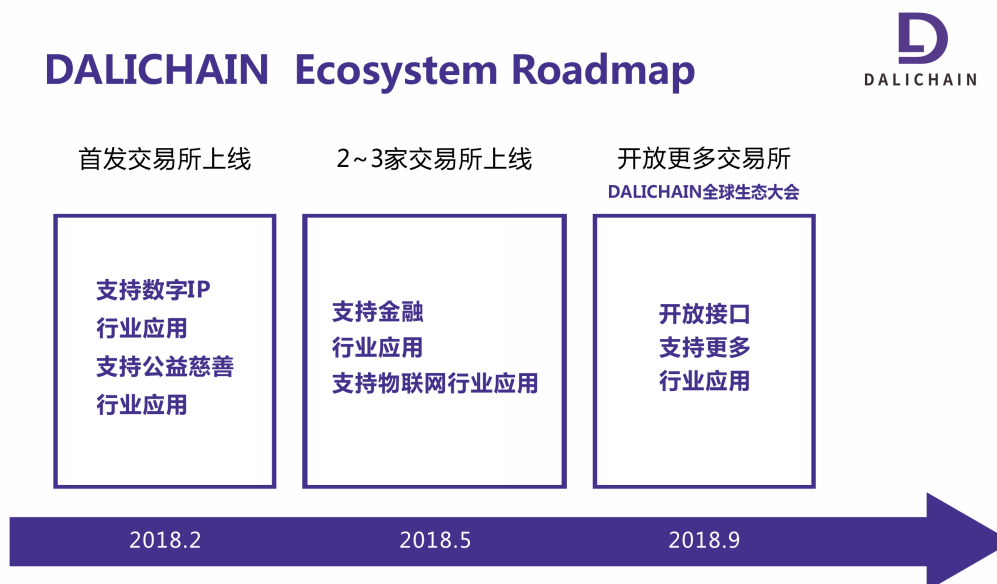 DALICHAIN Ecosystem Roadmap
DALICHAIN
首发交易所上线
2~3家交易所上线
开放更多交易所
DALICHAIN全球生态大会
支持数字IP
行业应用
支持公益慈善
行业应用
支持金融
行业应用
支持物联网行业应用
开放接口
支持更多
行业应用
2018.2
2018.5
2018.9